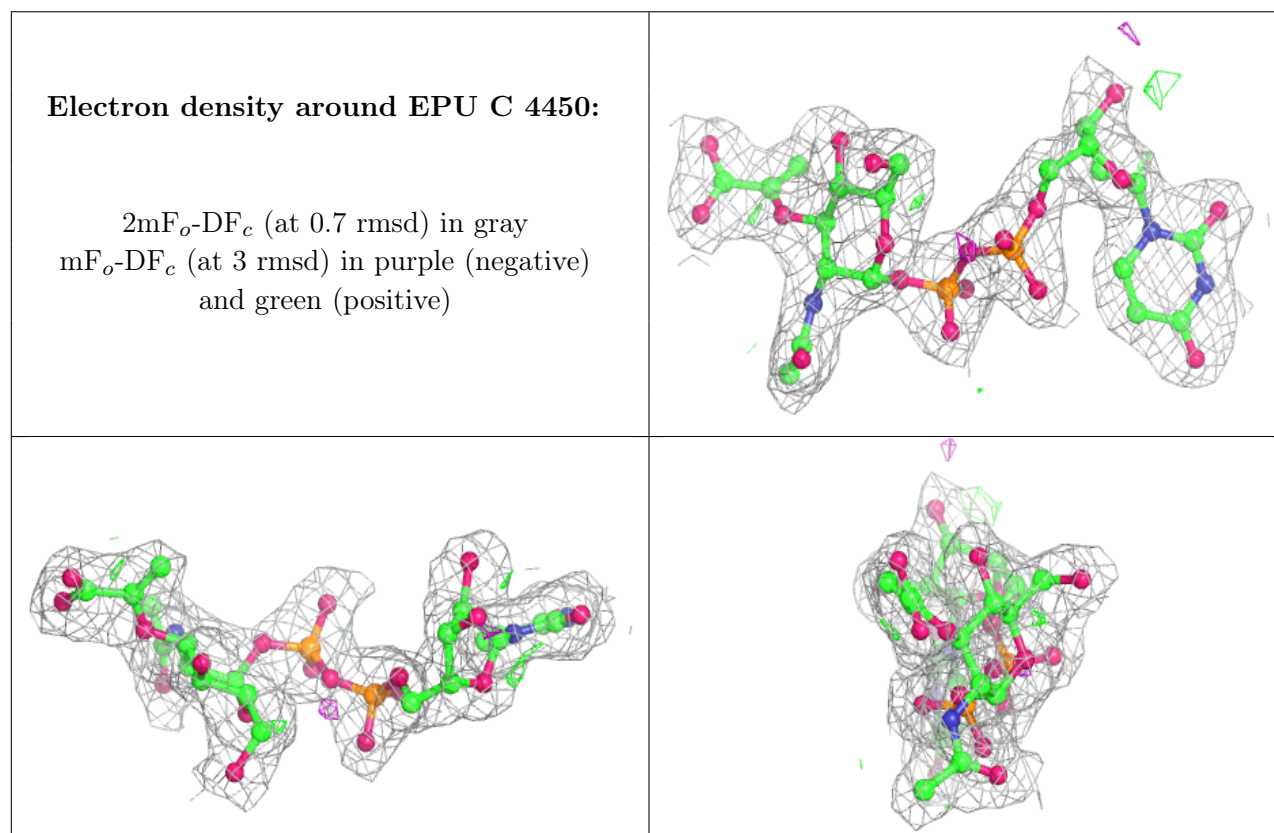 Electron density around EPU C 4450:
2mFo-DFc (at 0.7 rmsd) in gray
mFo-DFc (at 3 rmsd) in purple (negative)
and green (positive)